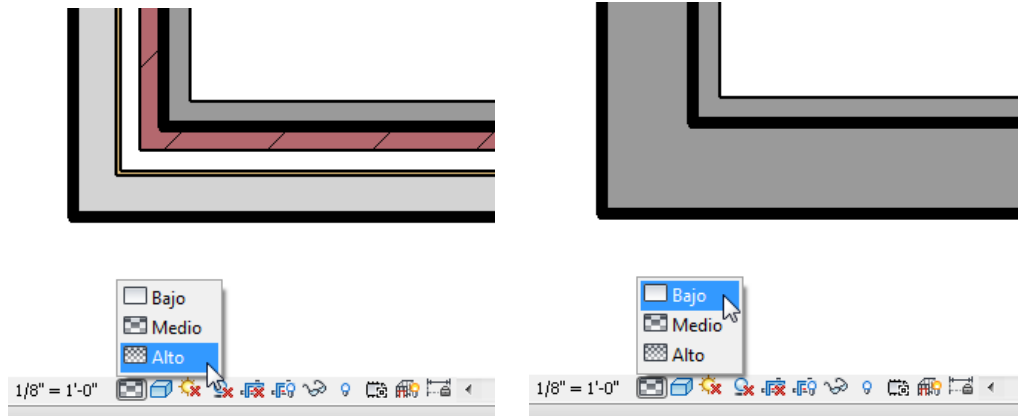 Bajo
Medio
Alto
1/8" = 1'-0"
Bajo
Medio
Alto
1/8" = 1'-0"